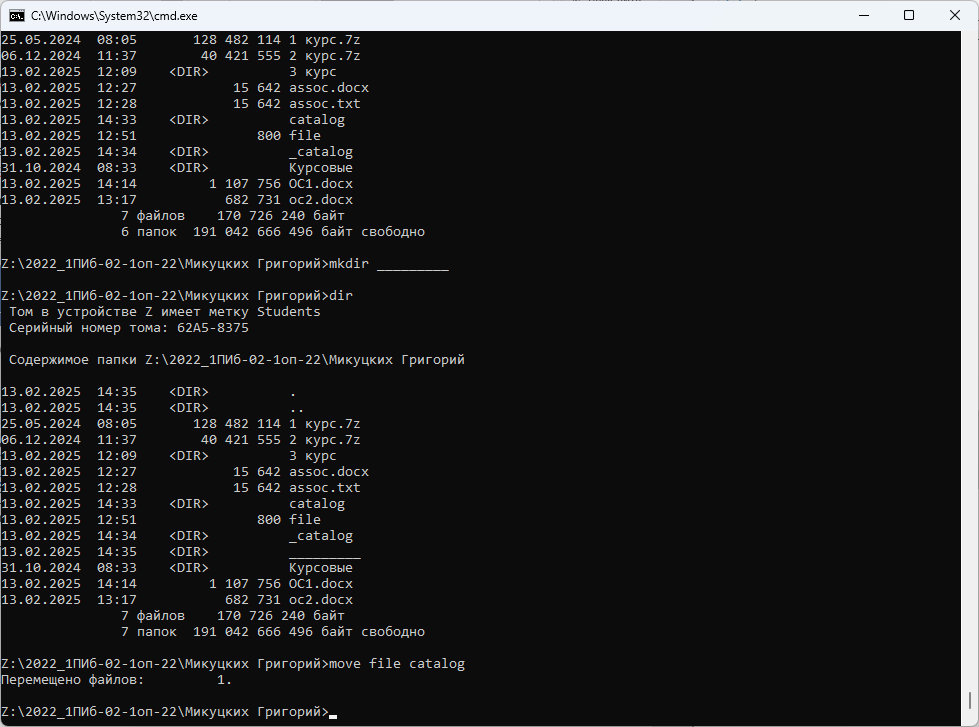 C:\Windows\System32\cmd.exe
25.05.2024  08:05       128 482 114 1 курс.7z
06.12.2024  11:37        40 421 555 2 курс.7z
13.02.2025  12:09    <DIR>          3 курс
13.02.2025  12:27            15 642 assoc.docx
13.02.2025  12:28            15 642 assoc.txt
13.02.2025  14:33    <DIR>          catalog
13.02.2025  12:51               800 file
13.02.2025  14:34    <DIR>          _catalog
31.10.2024  08:33    <DIR>          Курсовые
13.02.2025  14:14         1 107 756 ОС1.docx
13.02.2025  13:17           682 731 ос2.docx
               7 файлов    170 726 240 байт
               6 папок  191 042 666 496 байт свободно
Z:\2022_1ПИб-02-1оп-22\Микуцких Григорий>mkdir _________
Z:\2022_1ПИб-02-1оп-22\Микуцких Григорий>dir
 Том в устройстве Z имеет метку Students
 Серийный номер тома: 62A5-8375
 Содержимое папки Z:\2022_1ПИб-02-1оп-22\Микуцких Григорий
13.02.2025  14:35    <DIR>          .
13.02.2025  14:35    <DIR>          ..
25.05.2024  08:05       128 482 114 1 курс.7z
06.12.2024  11:37        40 421 555 2 курс.7z
13.02.2025  12:09    <DIR>          3 курс
13.02.2025  12:27            15 642 assoc.docx
13.02.2025  12:28            15 642 assoc.txt
13.02.2025  14:33    <DIR>          catalog
13.02.2025  12:51               800 file
13.02.2025  14:34    <DIR>          _catalog
13.02.2025  14:35    <DIR>          _________
31.10.2024  08:33    <DIR>          Курсовые
13.02.2025  14:14         1 107 756 ОС1.docx
13.02.2025  13:17           682 731 ос2.docx
               7 файлов    170 726 240 байт
               7 папок  191 042 666 496 байт свободно
Z:\2022_1ПИб-02-1оп-22\Микуцких Григорий>move file catalog
Перемещено файлов:         1.
Z:\2022_1ПИб-02-1оп-22\Микуцких Григорий>